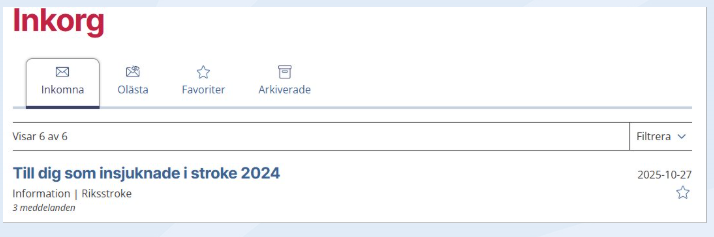 Inkorg
Inkomna
Olästa
Favoriter
Arkiverade
Visar 6 av 6
Filtrera
Till dig som insjuknade i stroke 2024
2025-10-27
Information | Riksstroke
3 meddelanden